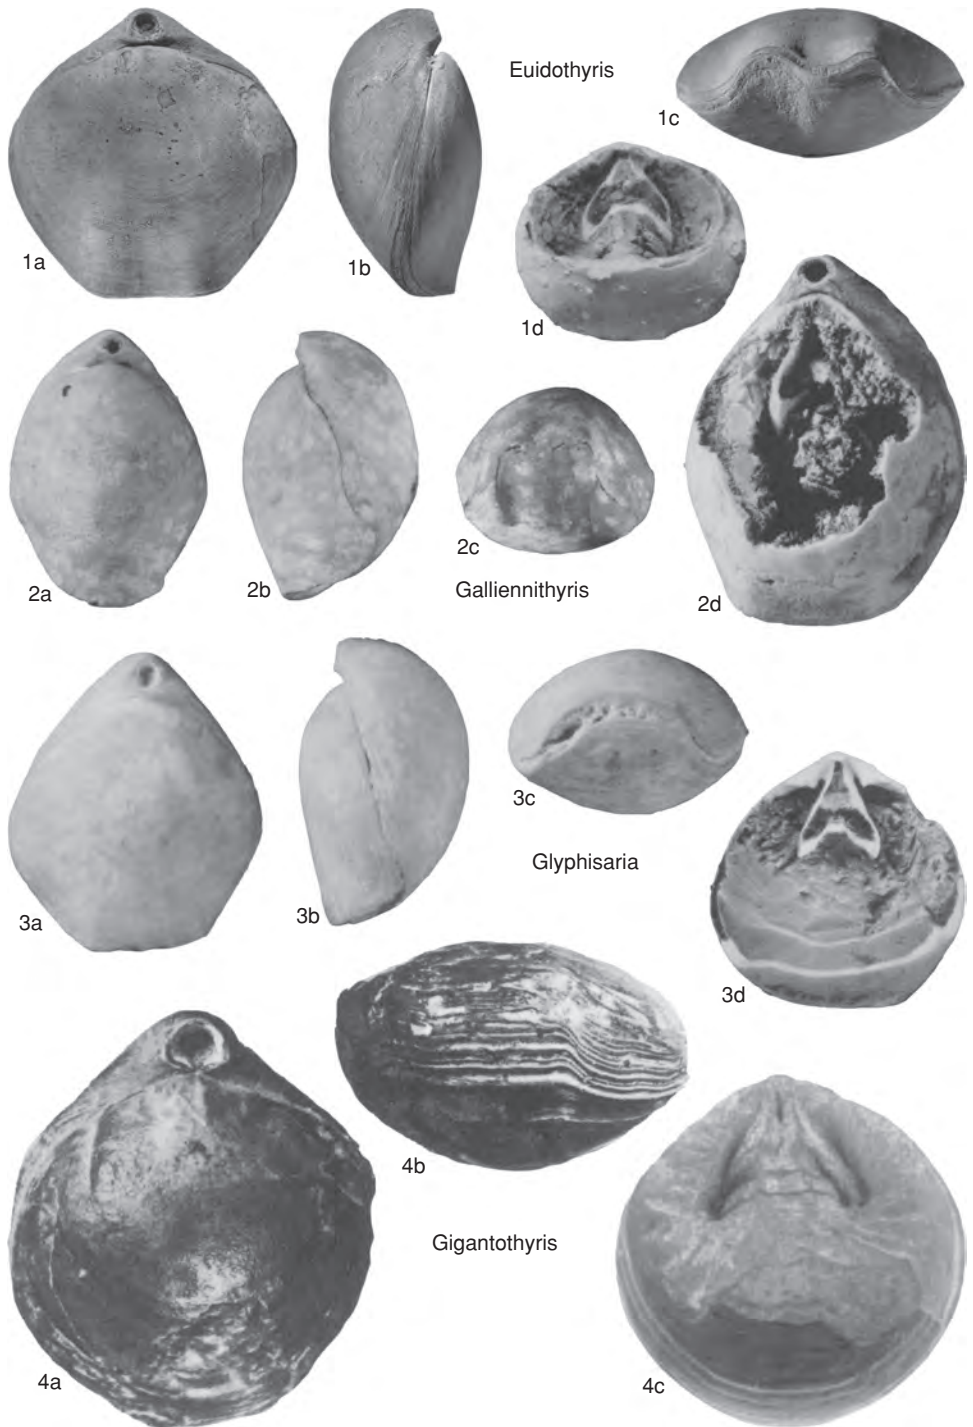 Euidothyris
1c
1a
1b
1d
2a
2b
2c
Galliennithyris
2d
3a
3b
3c
Glyphisaria
3d
4b
Gigantothyris
4a
4c